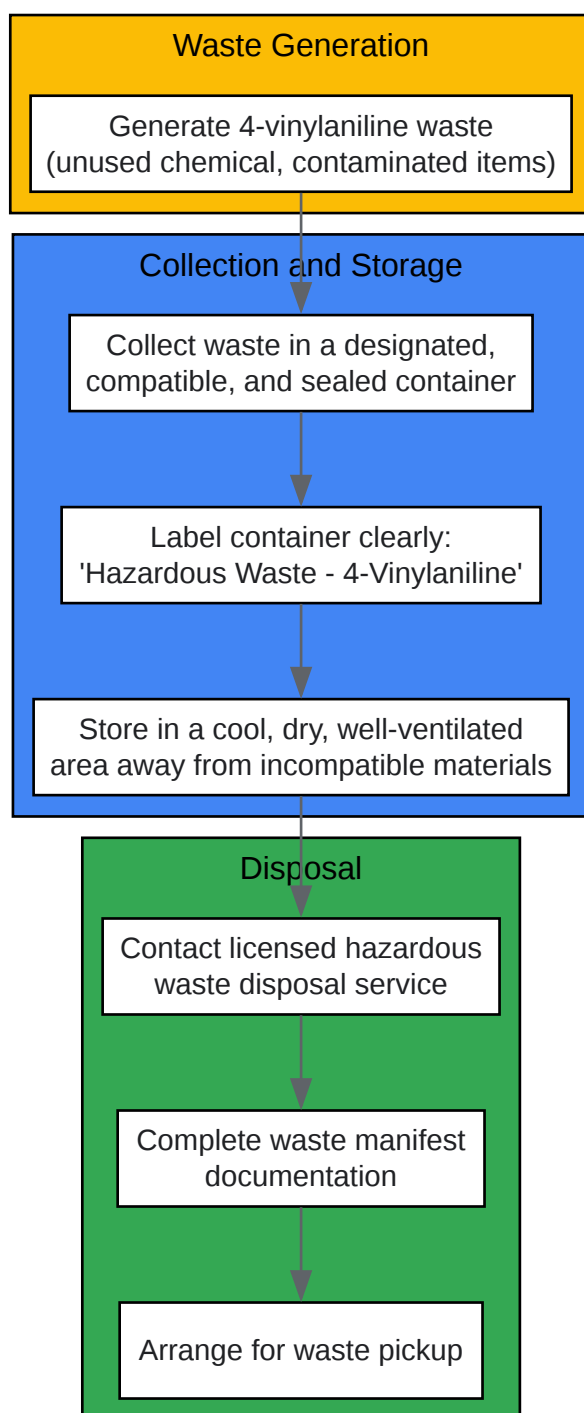 Waste Generation
Generate 4-vinylaniline waste
(unused chemical, contaminated items)
Collection and Storage
Collect waste in a designated,
compatible, and sealed container
Label container clearly:
'Hazardous Waste - 4-Vinylaniline'
Store in a cool, dry, well-ventilated
area away from incompatible materials
Disposal
Contact licensed hazardous
waste disposal service
Complete waste manifest
documentation
Arrange for waste pickup